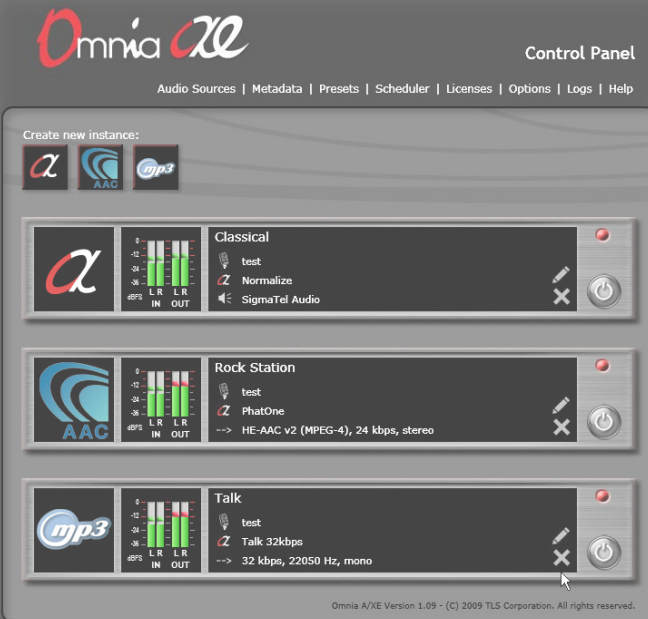 Omnia α/xe
Control Panel
Audio Sources | Metadata | Presets | Scheduler | Licenses | Options | Logs | Help
Create new instance:
α AAC mp3
Classical
0
-12
-24
-36
dBFS
L R L R
IN OUT
test
α Normalize
SigmaTel Audio
Rock Station
AAC
0
-12
-24
-36
dBFS
L R L R
IN OUT
test
α PhatOne
--> HE-AAC v2 (MPEG-4), 24 kbps, stereo
Talk
mp3
0
-12
-24
-36
dBFS
L R L R
IN OUT
test
α Talk 32kbps
--> 32 kbps, 22050 Hz, mono
Omnia A/XE Version 1.09 - (C) 2009 TLS Corporation. All rights reserved.